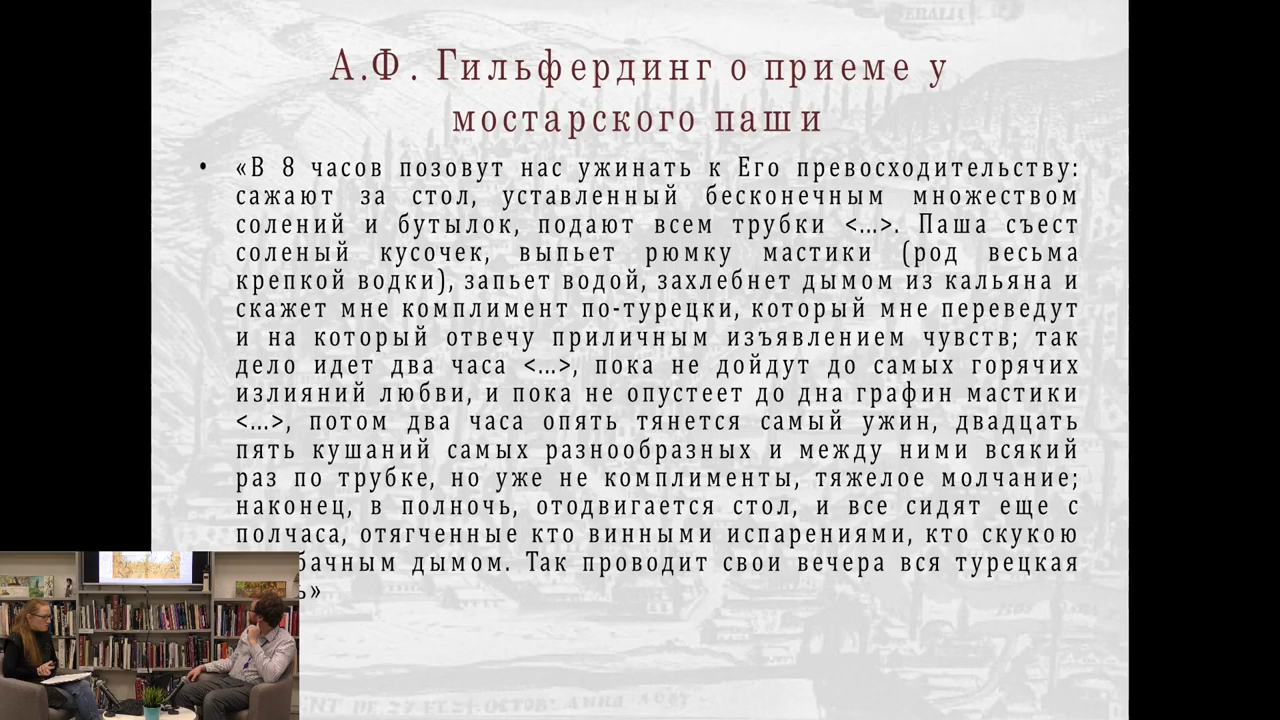 А.Ф. Гильфердинг о приеме у
мостарского паши
• «В 8 часов позовут нас ужинать к Его превосходительству:
сажают за стол, уставленный бесконечным множеством
солений и бутылок, подают всем трубки <...>. Паша съест
соленый кусочек, выпьет рюмку мастики (род весьма
крепкой водки), запьет водой, захлебнет дымом из кальяна и
скажет мне комплимент по-турецки, который мне переведут
и на который отвечу приличным изъявлением чувств; так
дело идет два часа <...>, пока не дойдут до самых горячих
излияний любви, и пока не опустеет до дна графин мастики
<...>, потом два часа опять тянется самый ужин, двадцать
пять кушаний самых разнообразных и между ними всякий
раз по трубке, но уже не комплименты, тяжелое молчание;
наконец, в полночь, отодвигается стол, и все сидят еще с
полчаса, отягченные кто винными испарениями, кто скукою
бачным дымом. Так проводит свои вечера вся турецкая
ь»